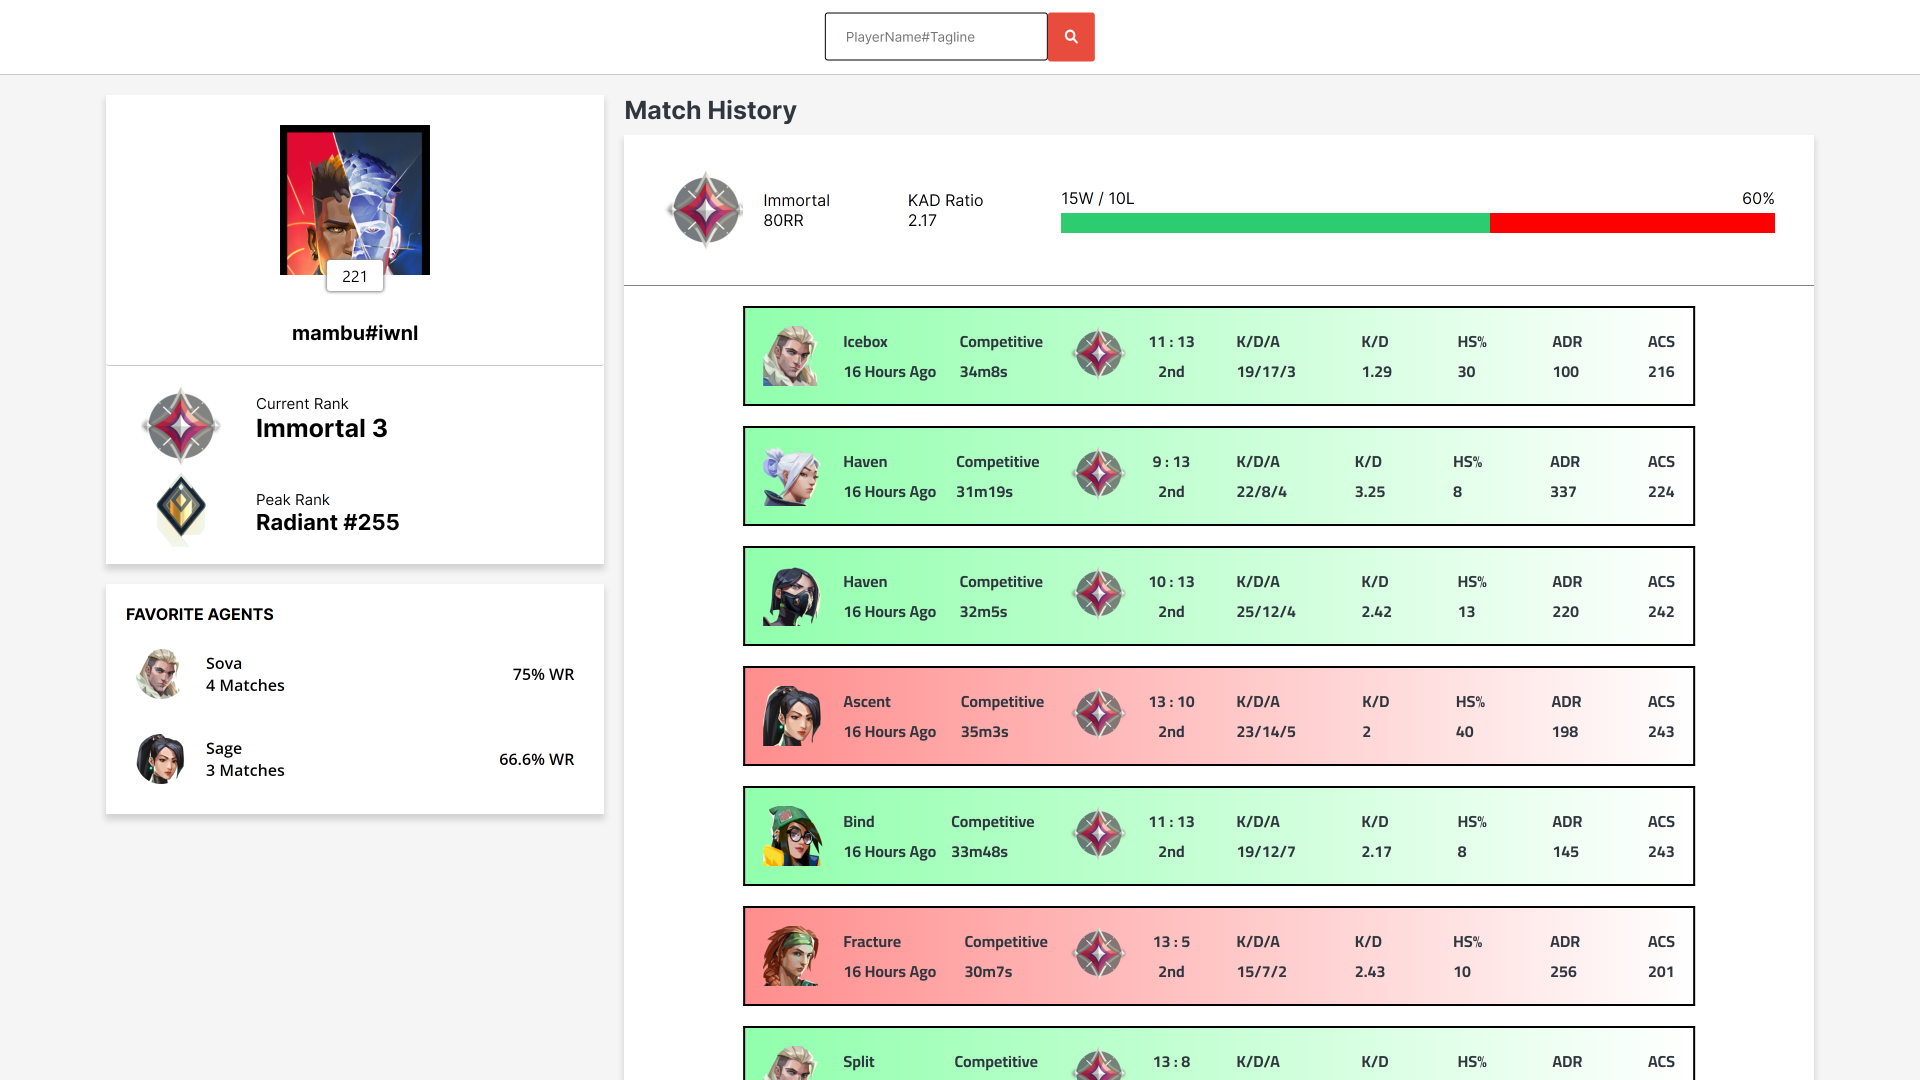 PlayerName#Tagline
221
mambu#iwnl
Current Rank
Immortal 3
Peak Rank
Radiant #255
FAVORITE AGENTS
Sova
4 Matches
75% WR
Sage
3 Matches
66.6% WR
Match History
Immortal
80RR
KAD Ratio
2.17
15W / 10L
60%
Icebox Competitive 11 : 13 K/D/A K/D HS% ADR ACS
16 Hours Ago 34m8s 2nd 19/17/3 1.29 30 100 216
Haven Competitive 9 : 13 K/D/A K/D HS% ADR ACS
16 Hours Ago 31m19s 2nd 22/8/4 3.25 8 337 224
Haven Competitive 10 : 13 K/D/A K/D HS% ADR ACS
16 Hours Ago 32m5s 2nd 25/12/4 2.42 13 220 242
Ascent Competitive 13 : 10 K/D/A K/D HS% ADR ACS
16 Hours Ago 35m3s 2nd 23/14/5 2 40 198 243
Bind Competitive 11 : 13 K/D/A K/D HS% ADR ACS
16 Hours Ago 33m48s 2nd 19/12/7 2.17 8 145 243
Fracture Competitive 13 : 5 K/D/A K/D HS% ADR ACS
16 Hours Ago 30m7s 2nd 15/7/2 2.43 10 256 201
Split Competitive 13 : 8 K/D/A K/D HS% ADR ACS